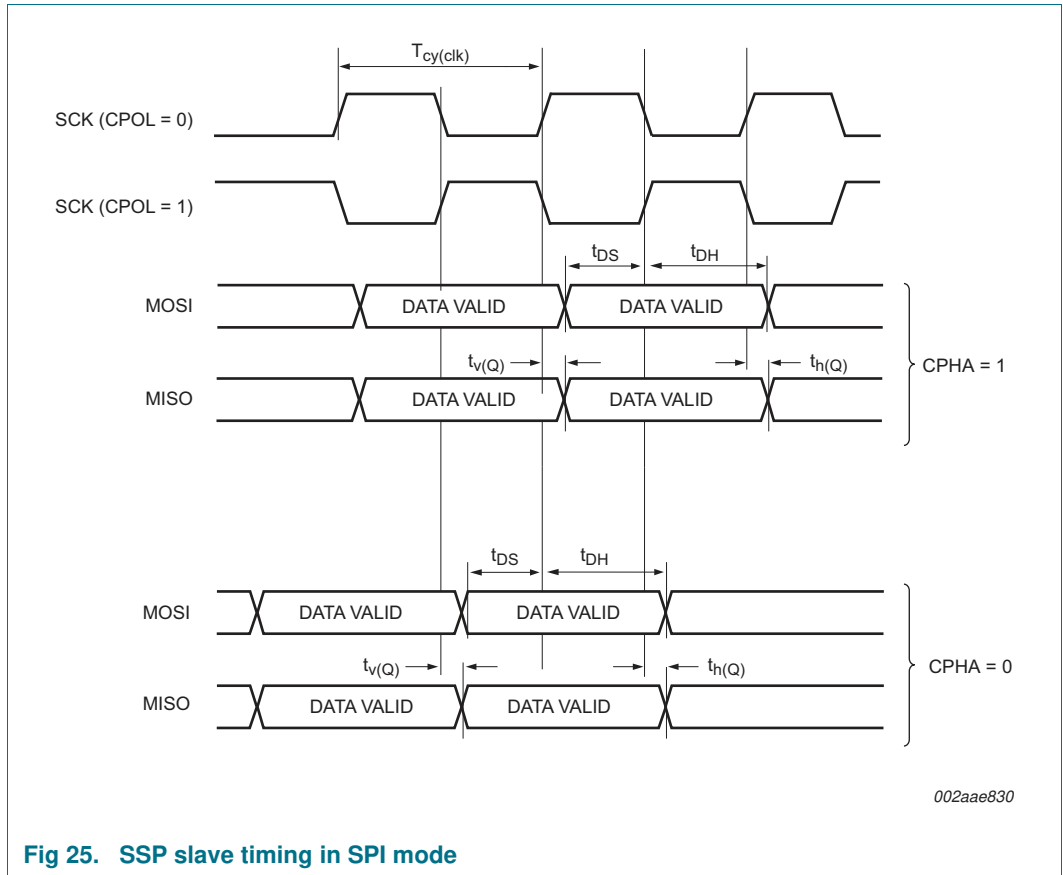 T cy(clk)
SCK (CPOL = 0)
SCK (CPOL = 1)
tDS tDH
MOSI DATA VALID DATA VALID
tv(Q) th(Q)
CPHA = 1
MISO DATA VALID DATA VALID
tDS tDH
MOSI DATA VALID DATA VALID
tv(Q) th(Q)
CPHA = 0
MISO DATA VALID DATA VALID
002aae830
Fig 25. SSP slave timing in SPI mode